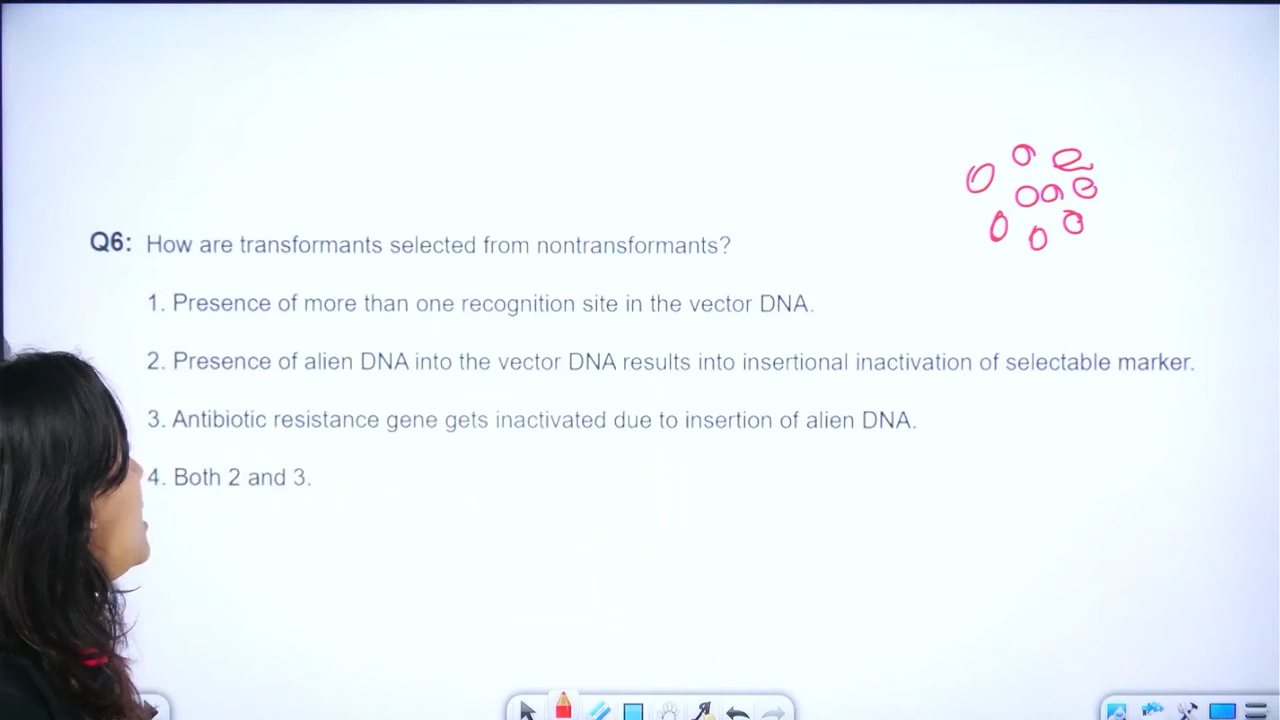 Q6: How are transformants selected from nontransformants?
1. Presence of more than one recognition site in the vector DNA.
2. Presence of alien DNA into the vector DNA results into insertional inactivation of selectable marker.
3. Antibiotic resistance gene gets inactivated due to insertion of alien DNA.
4. Both 2 and 3.